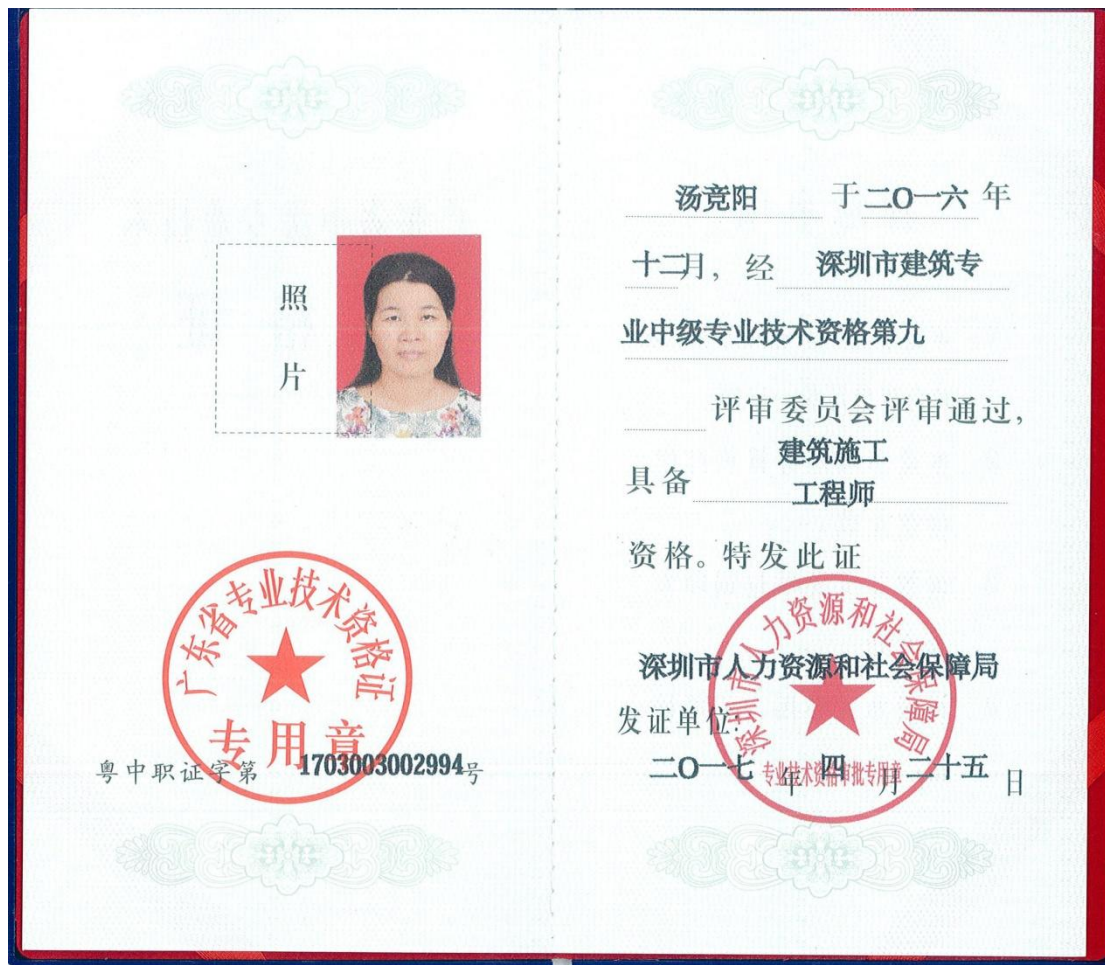 照
片
广东省专业技术资格证
专用章
粤中职证字第 1703003002994号
汤竞阳 于二O一六年
十二月，经 深圳市建筑专
业中级专业技术资格第九
评审委员会评审通过，
具备 建筑施工
工程师
资格。特发此证
深圳市人力资源和社会保障局
深圳市人力资源和社会保障局
发证单位：
专业技术资格审批专用章
二O一七年四月二十五日